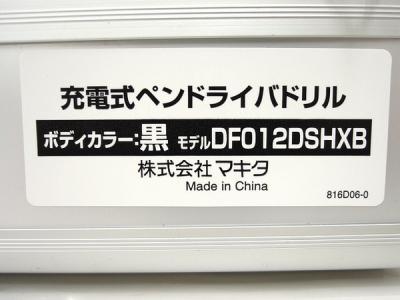 充電式ペンドライバドリル
ボディカラー:黒 モデルDF012DSHXB
株式会社 マキタ
Made in China
816D06-0